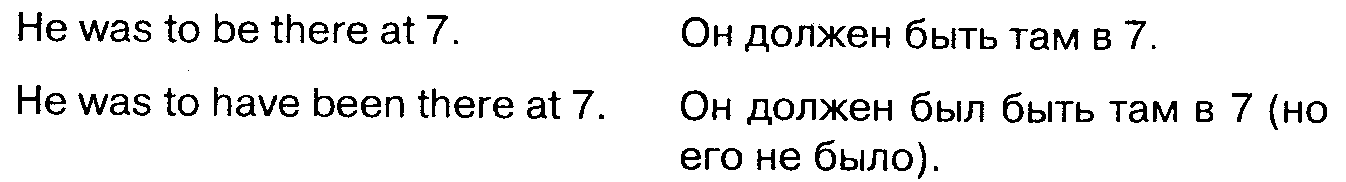 He was to be there at 7. Он должен быть там в 7.
He was to have been there at 7. Он должен был быть там в 7 (но
его не было).